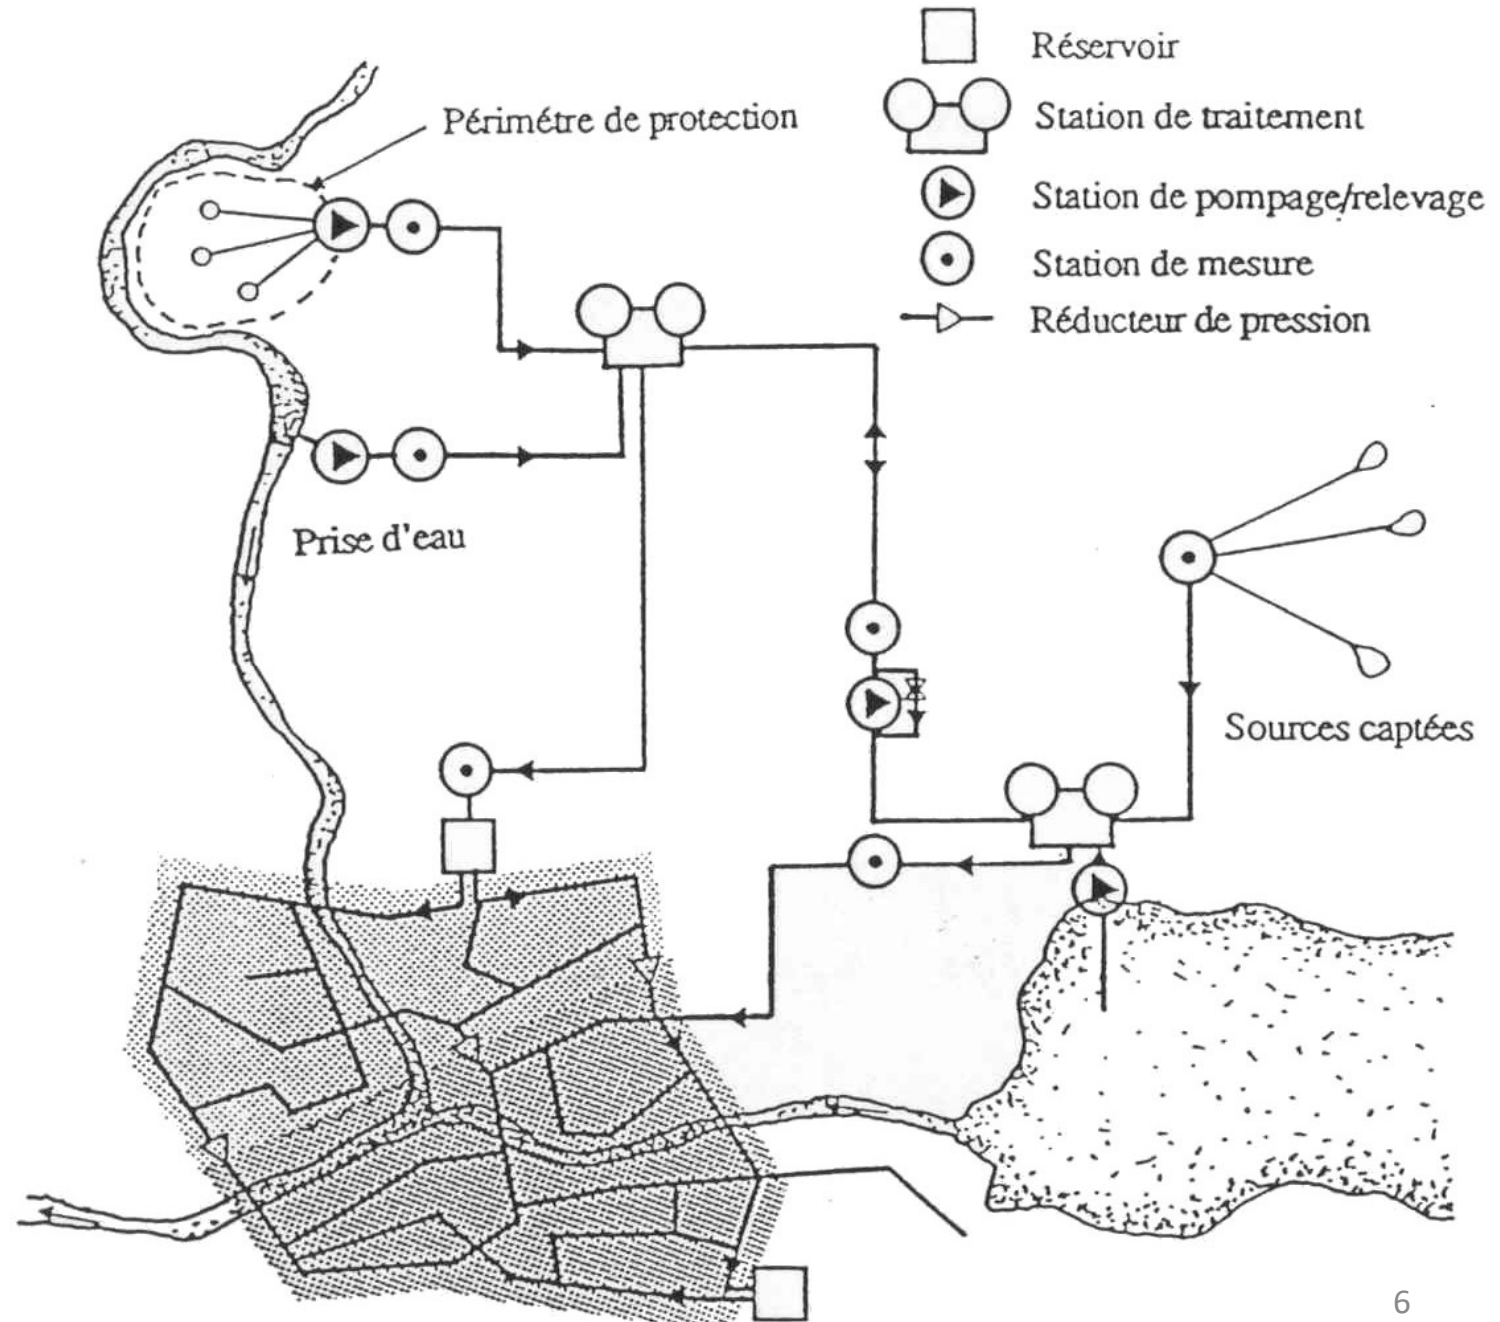 Réservoir
Périmétre de protection
Station de traitement
Station de pompage/relevage
Station de mesure
Réducteur de pression
Prise d'eau
Sources captées
6